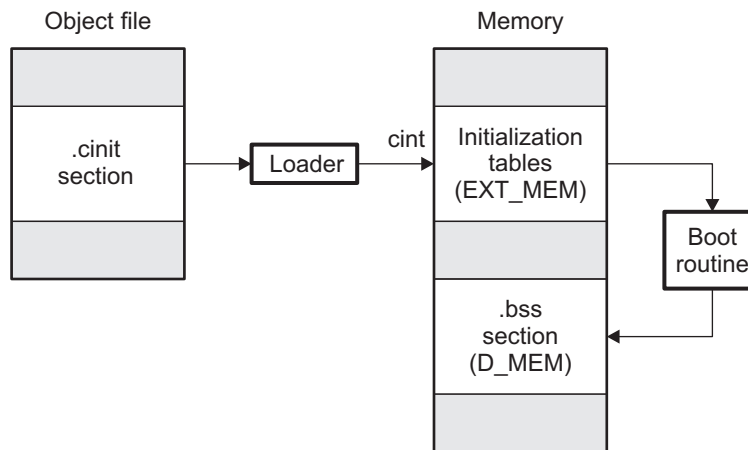 Object file
Memory
.cinit
section
Loader
cint
Initialization
tables
(EXT_MEM)
Boot
routine
.bss
section
(D_MEM)